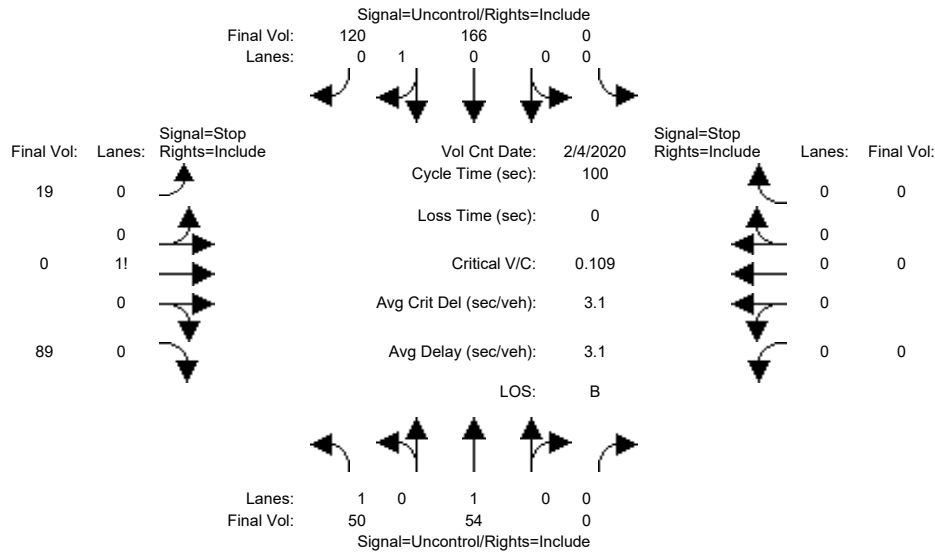 Signal=Uncontrol/Rights=Include
Final Vol: 120 166 0
Lanes: 0 1 0 0 0
Signal=Stop Signal=Stop
Final Vol: Lanes: Rights=Include Vol Cnt Date: 2/4/2020 Rights=Include Lanes: Final Vol:
Cycle Time (sec): 100
19 0 0 0
Loss Time (sec): 0
0 0
0 1! Critical V/C: 0.109 0 0
0 Avg Crit Del (sec/veh): 3.1 0
89 0 Avg Delay (sec/veh): 3.1 0 0
LOS: B
Lanes: 1 0 1 0 0
Final Vol: 50 54 0
Signal=Uncontrol/Rights=Include